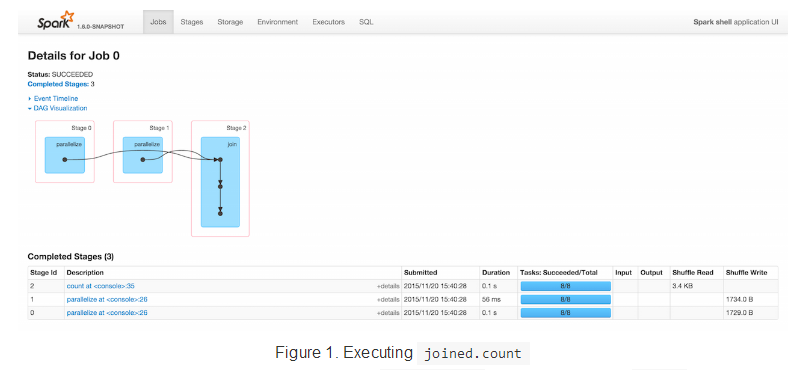 Spark 1.6.0-SNAPSHOT Jobs Stages Storage Environment Executors SQL Spark shell application UI
Details for Job 0
Status: SUCCEEDED
Completed Stages: 3
Event Timeline
DAG Visualization
Stage 0 Stage 1 Stage 2
parallelize parallelize join
Completed Stages (3)
Stage Id Description Submitted Duration Tasks: Succeeded/Total Input Output Shuffle Read Shuffle Write
2 count at <console>:35 +details 2015/11/20 15:40:28 0.1 s 8/8 3.4 KB
1 parallelize at <console>:26 +details 2015/11/20 15:40:28 56 ms 8/8 1734.0 B
0 parallelize at <console>:26 +details 2015/11/20 15:40:28 0.1 s 8/8 1729.0 B
Figure 1. Executing joined.count